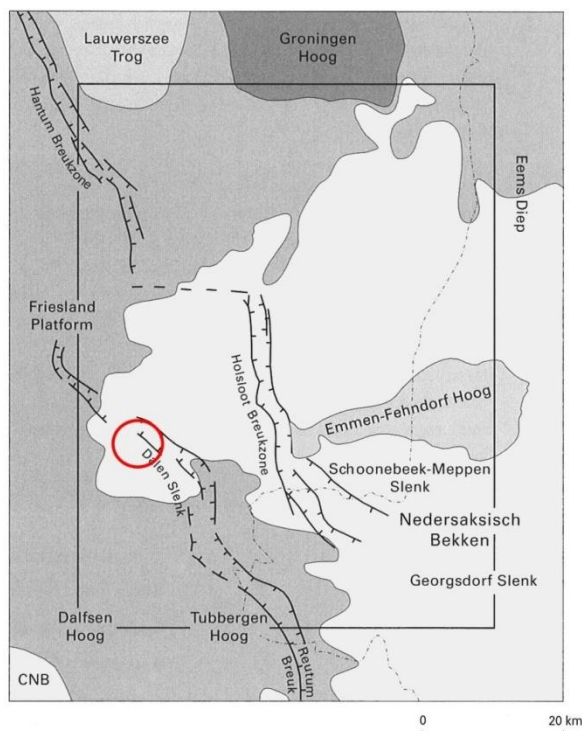 Lauwerszee
Trog
Groningen
Hoog
Hantum Breukzone
Eems Diep
Friesland
Platform
Holsloot Breukzone
Emmen-Fehndorf Hoog
Dalen Slenk
Schoonebeek-Meppen
Slenk
Nedersaksisch
Bekken
Georgsdorf Slenk
Dalfsen
Hoog
Tubbergen
Hoog
Reutum
Breuk
CNB
0 20 km